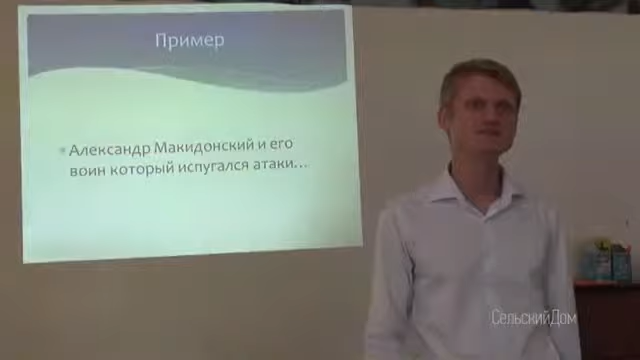 Пример
Александр Макидонский и его
воин который испугался атаки...
СельскийДом